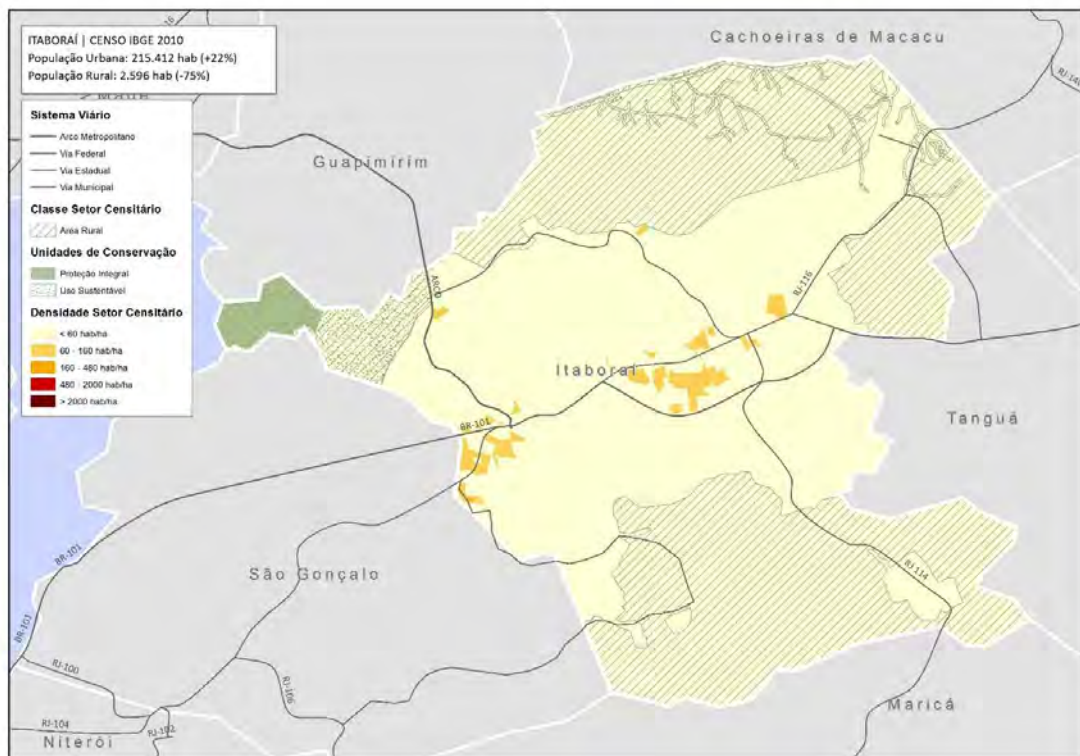 ITABORAÍ | CENSO IBGE 2010
População Urbana: 215.412 hab (+22%)
População Rural: 2.596 hab (-75%)
Sistema Viário
Arco Metropolitano
Via Federal
Via Estadual
Via Municipal
Classe Setor Censitário
Área Rural
Unidades de Conservação
Proteção Integral
Uso Sustentável
Densidade Setor Censitário
< 60 hab/ha
60 - 160 hab/ha
160 - 480 hab/ha
480 - 2000 hab/ha
> 2000 hab/ha
Cachoeiras de Macacu
Guapimirim
ARCO
RJ-116
Itaboraí
Tanguá
BR-101
BR-101
BR-101
São Gonçalo
RJ-114
RJ-100
RJ-106
Maricá
RJ-104
Niterói